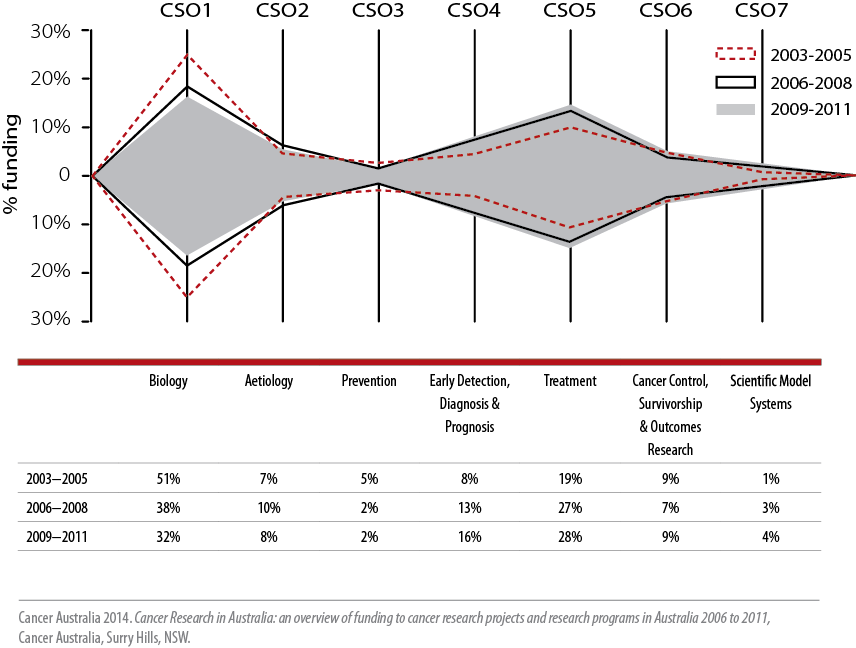 CSO1 CSO2 CSO3 CSO4 CSO5 CSO6 CSO7
30%
20%
10%
0
10%
20%
30%
% funding
2003-2005
2006-2008
2009-2011
Biology Aetiology Prevention Early Detection, Treatment Cancer Control, Scientific Model
Diagnosis & Survivorship Systems
Prognosis & Outcomes
Research
2003–2005 51% 7% 5% 8% 19% 9% 1%
2006–2008 38% 10% 2% 13% 27% 7% 3%
2009–2011 32% 8% 2% 16% 28% 9% 4%
Cancer Australia 2014. Cancer Research in Australia: an overview of funding to cancer research projects and research programs in Australia 2006 to 2011,
Cancer Australia, Surry Hills, NSW.